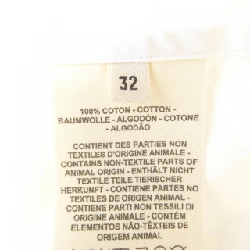 32
100% COTON - COTTON -
BAUMWOLLE - ALGODÓN - COTONE
- ALGODÃO
CONTIENT DES PARTIES NON
TEXTILES D'ORIGINE ANIMALE -
CONTAINS NON-TEXTILE PARTS OF
ANIMAL ORIGIN - ENTHÄLT NICHT
TEXTILE TEILE TIERISCHER
HERKUNFT - CONTIENE PARTES NO
TEXTILES DE ORIGEN ANIMAL -
CONTIENE PARTI NON TESSILI DI
ORIGINE ANIMALE - CONTÉM
ELEMENTOS NÃO TÊXTEIS DE
ORIGEM ANIMAL